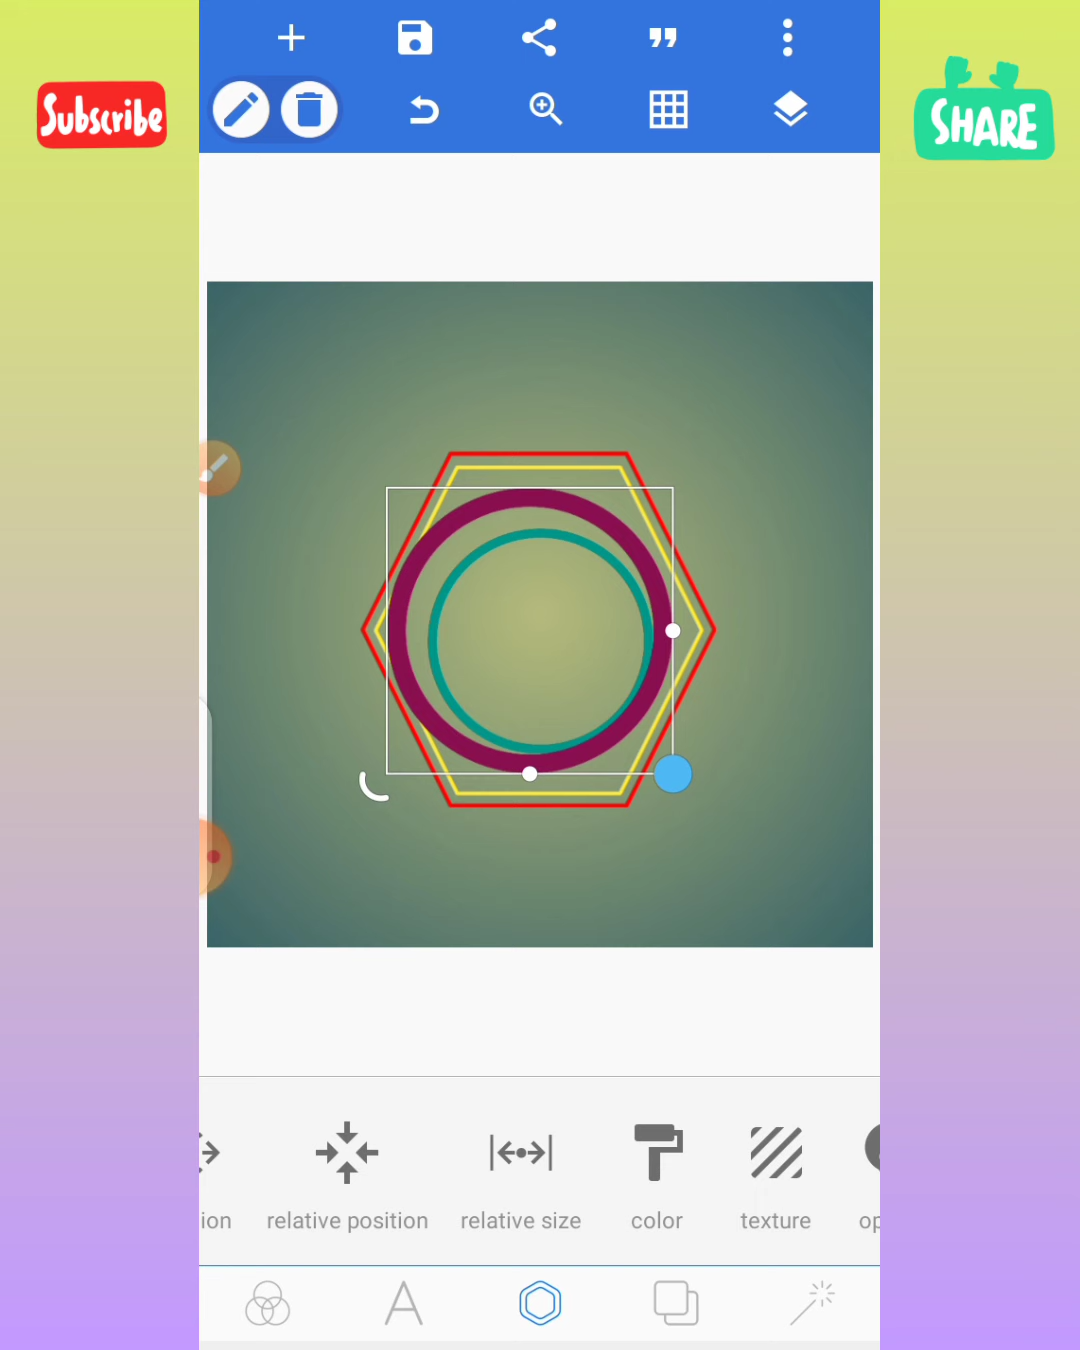 Subscribe
SHARE
ion
relative position
relative size
color
texture
op